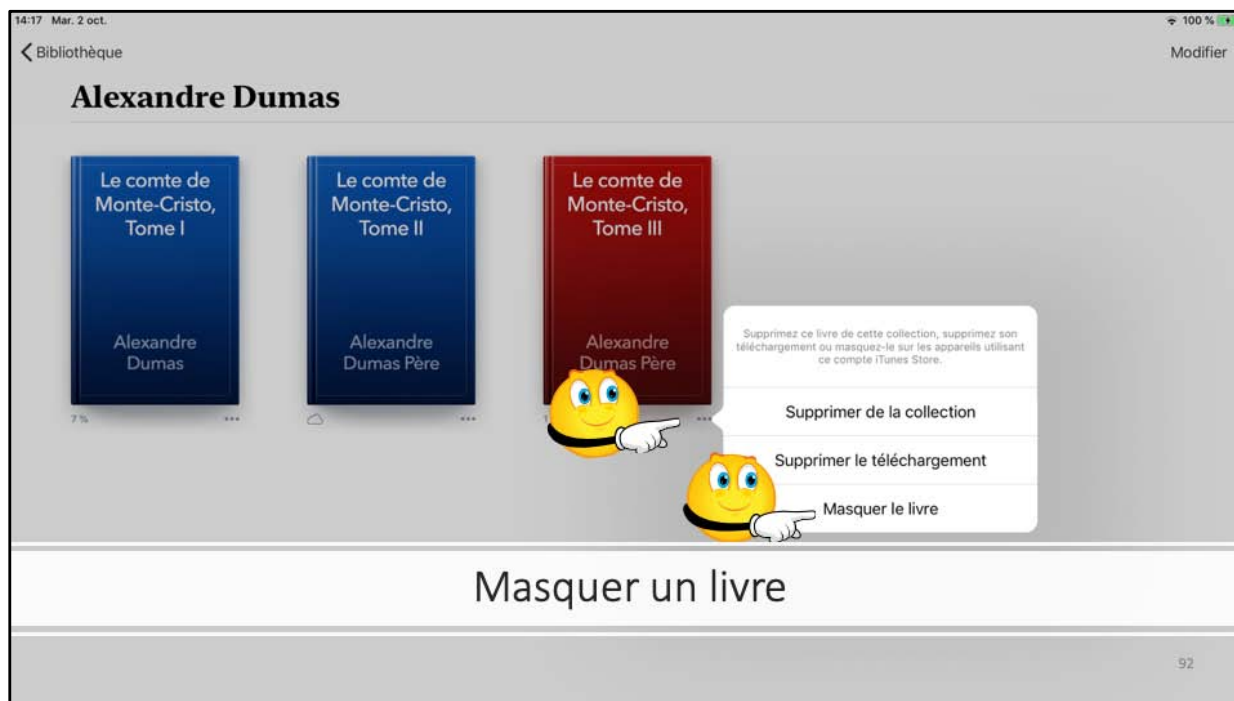 14:17 Mar. 2 oct.
100 %
Bibliothèque
Modifier
Alexandre Dumas
Le comte de
Monte-Cristo,
Tome I
Alexandre
Dumas
7 %
•••
Le comte de
Monte-Cristo,
Tome II
Alexandre
Dumas Père
•••
Le comte de
Monte-Cristo,
Tome III
Alexandre
Dumas Père
•••
Supprimez ce livre de cette collection, supprimez son
téléchargement ou masquez-le sur les appareils utilisant
ce compte iTunes Store.
Supprimer de la collection
Supprimer le téléchargement
Masquer le livre
Masquer un livre
92